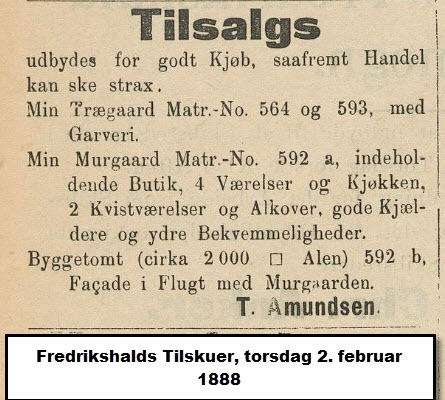 Tilsalgs
udbydes for godt Kjøb, saafremt Handel
kan ske strax.
Min Trægaard Matr.-No. 564 og 593, med
Garveri.
Min Murgaard Matr.-No. 592 a, indehol-
dende Butik, 4 Værelser og Kjøkken,
2 Kvistværelser og Alkover, gode Kjæl-
dere og ydre Bekvemmeligheder.
Byggetomt (cirka 2000 □ Alen) 592 b,
Façade i Flugt med Murgaarden.
T. Amundsen.
Fredrikshalds Tilskuer, torsdag 2. februar
1888